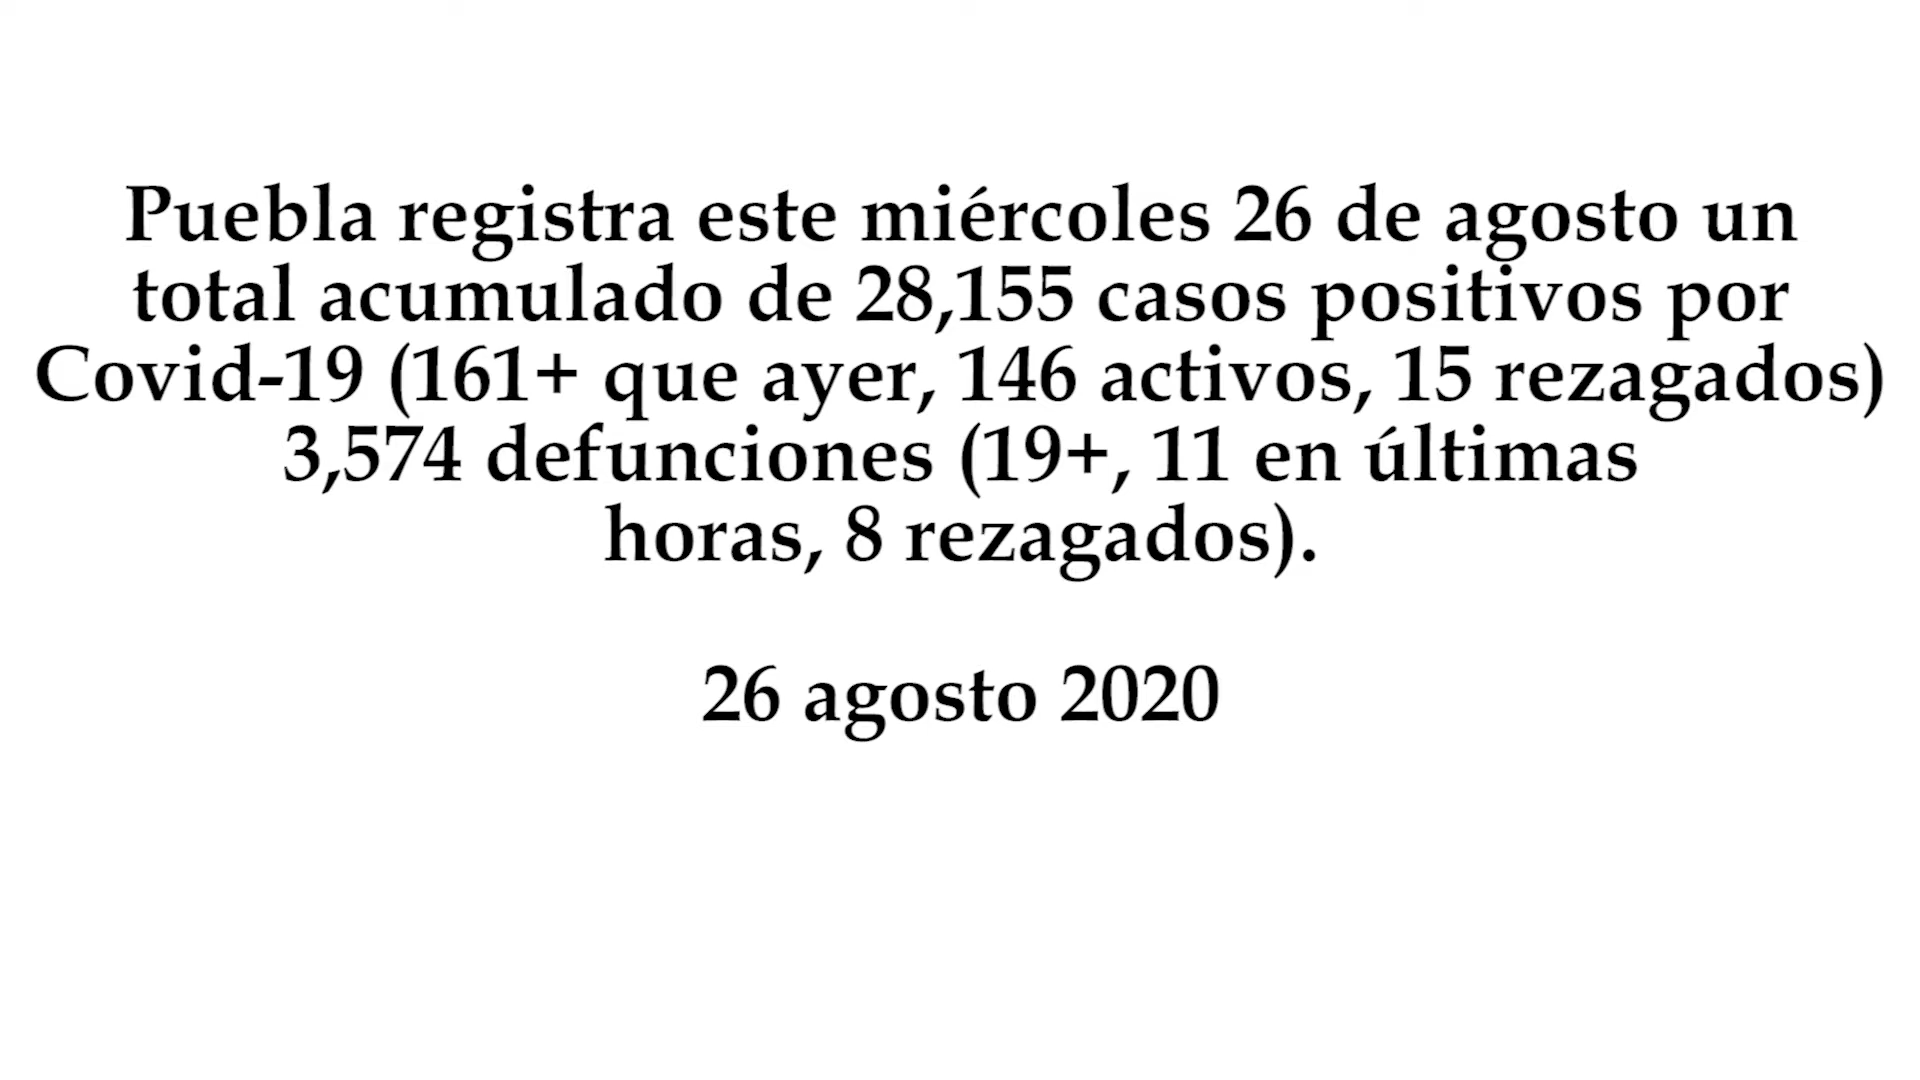 Puebla registra este miércoles 26 de agosto un
total acumulado de 28,155 casos positivos por
Covid-19 (161+ que ayer, 146 activos, 15 rezagados)
3,574 defunciones (19+, 11 en últimas
horas, 8 rezagados).
26 agosto 2020